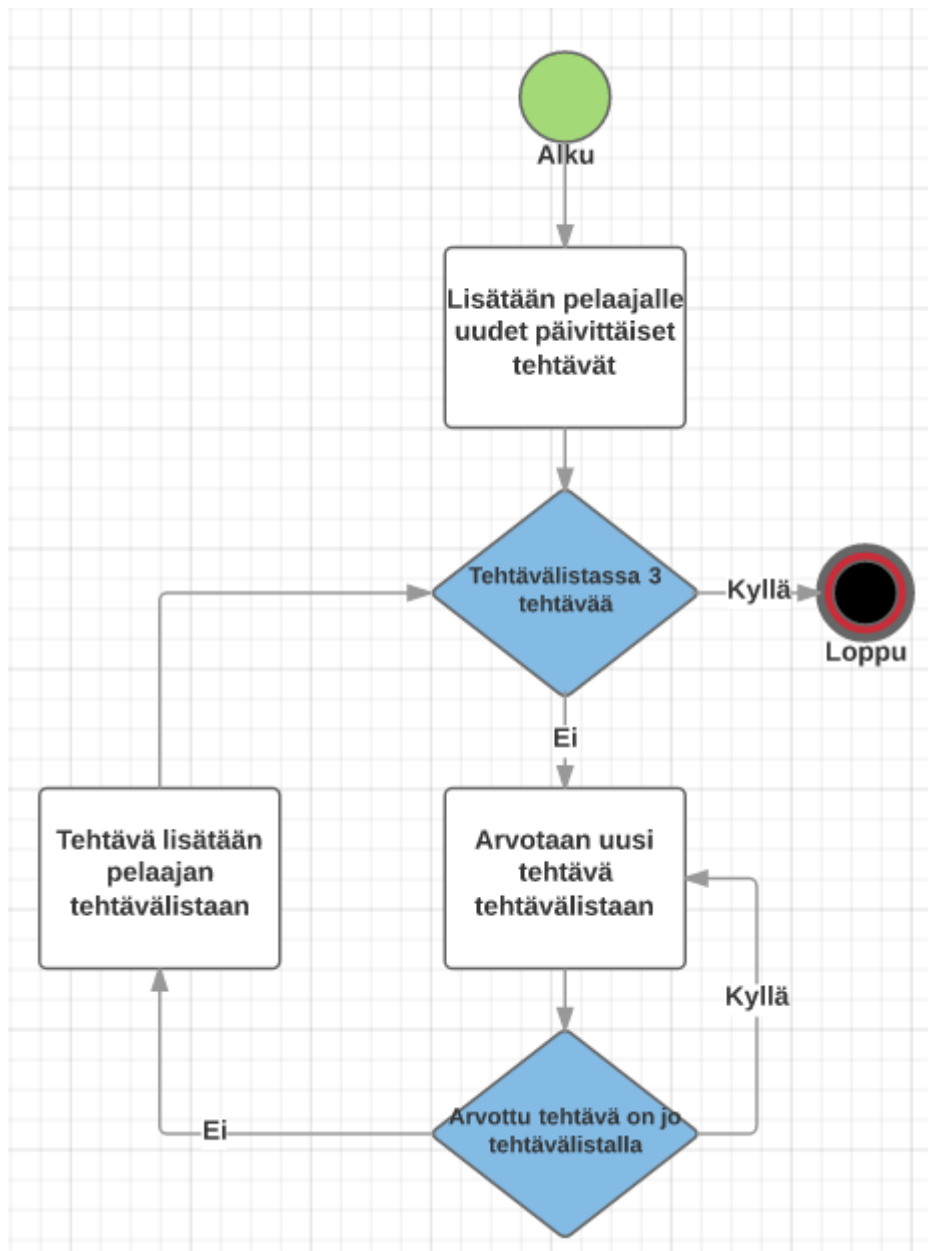 Alku
Lisätään pelaajalle
uudet päivittäiset
tehtävät
Tehtävälistassa 3
tehtävää
Kyllä
Loppu
Ei
Arvotaan uusi
tehtävä
tehtävälistaan
Tehtävä lisätään
pelaajan
tehtävälistaan
Kyllä
Arvottu tehtävä on jo
tehtävälistalla
Ei